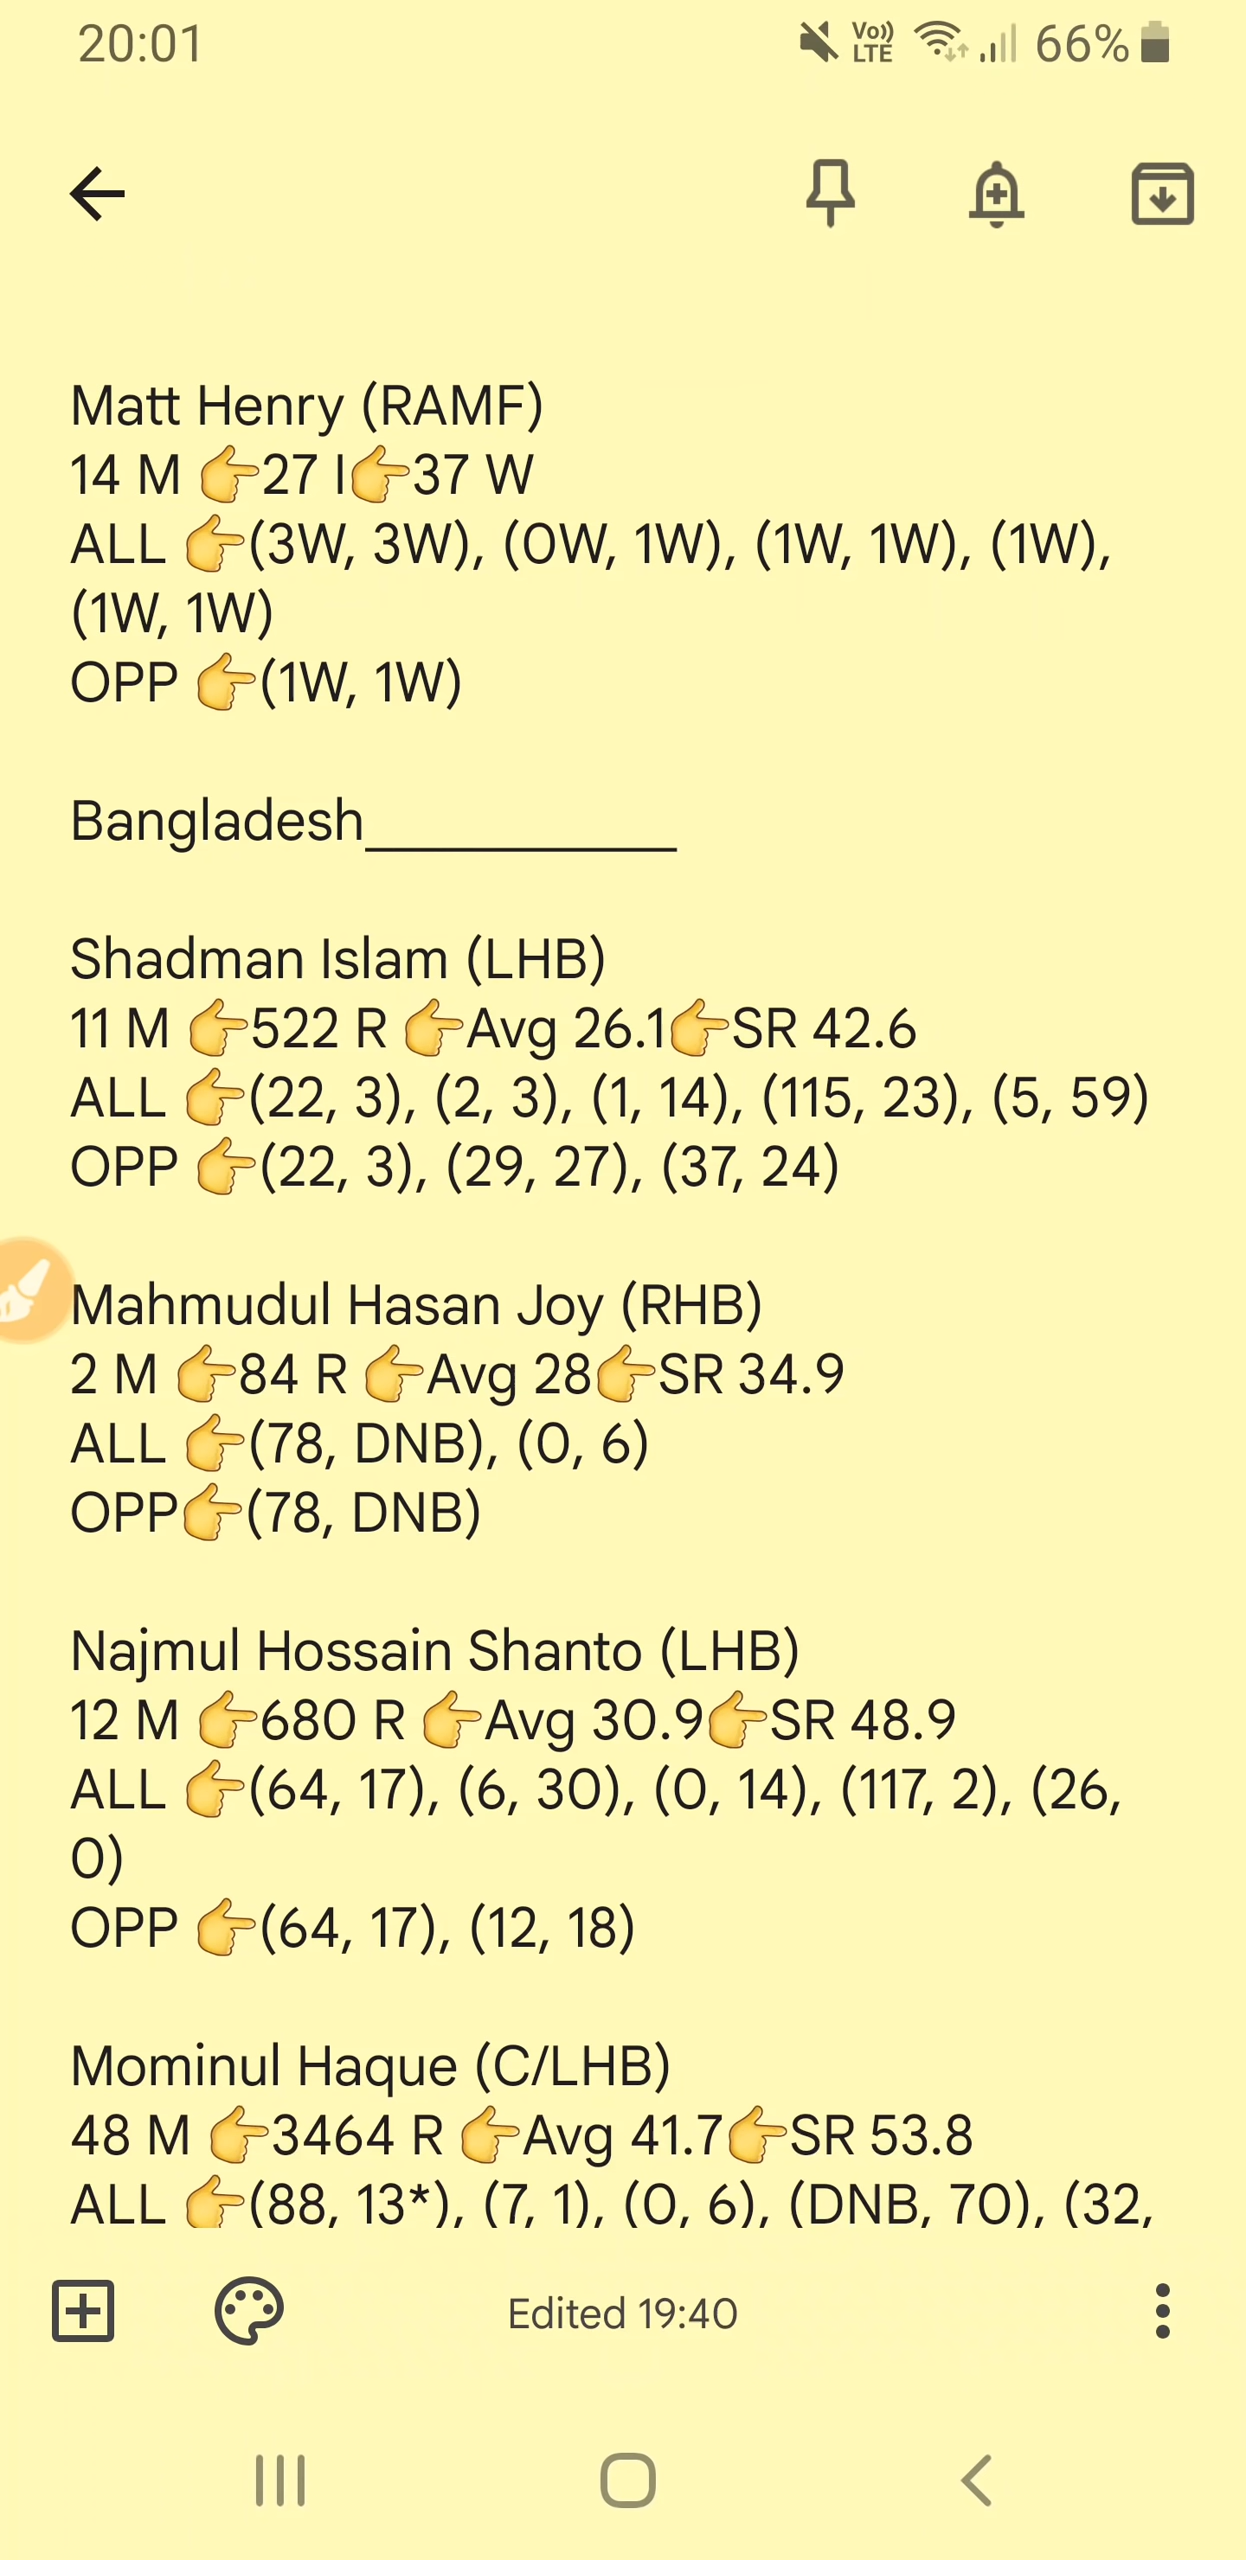 20:01 Vo)) LTE 66%
Matt Henry (RAMF)
14 M 👉27 I👉37 W
ALL 👉(3W, 3W), (0W, 1W), (1W, 1W), (1W),
(1W, 1W)
OPP 👉(1W, 1W)
Bangladesh___________
Shadman Islam (LHB)
11 M 👉522 R 👉Avg 26.1👉SR 42.6
ALL 👉(22, 3), (2, 3), (1, 14), (115, 23), (5, 59)
OPP 👉(22, 3), (29, 27), (37, 24)
Mahmudul Hasan Joy (RHB)
2 M 👉84 R 👉Avg 28👉SR 34.9
ALL 👉(78, DNB), (0, 6)
OPP👉(78, DNB)
Najmul Hossain Shanto (LHB)
12 M 👉680 R 👉Avg 30.9👉SR 48.9
ALL 👉(64, 17), (6, 30), (0, 14), (117, 2), (26,
0)
OPP 👉(64, 17), (12, 18)
Mominul Haque (C/LHB)
48 M 👉3464 R 👉Avg 41.7👉SR 53.8
ALL 👉(88, 13*), (7, 1), (0, 6), (DNB, 70), (32,
Edited 19:40